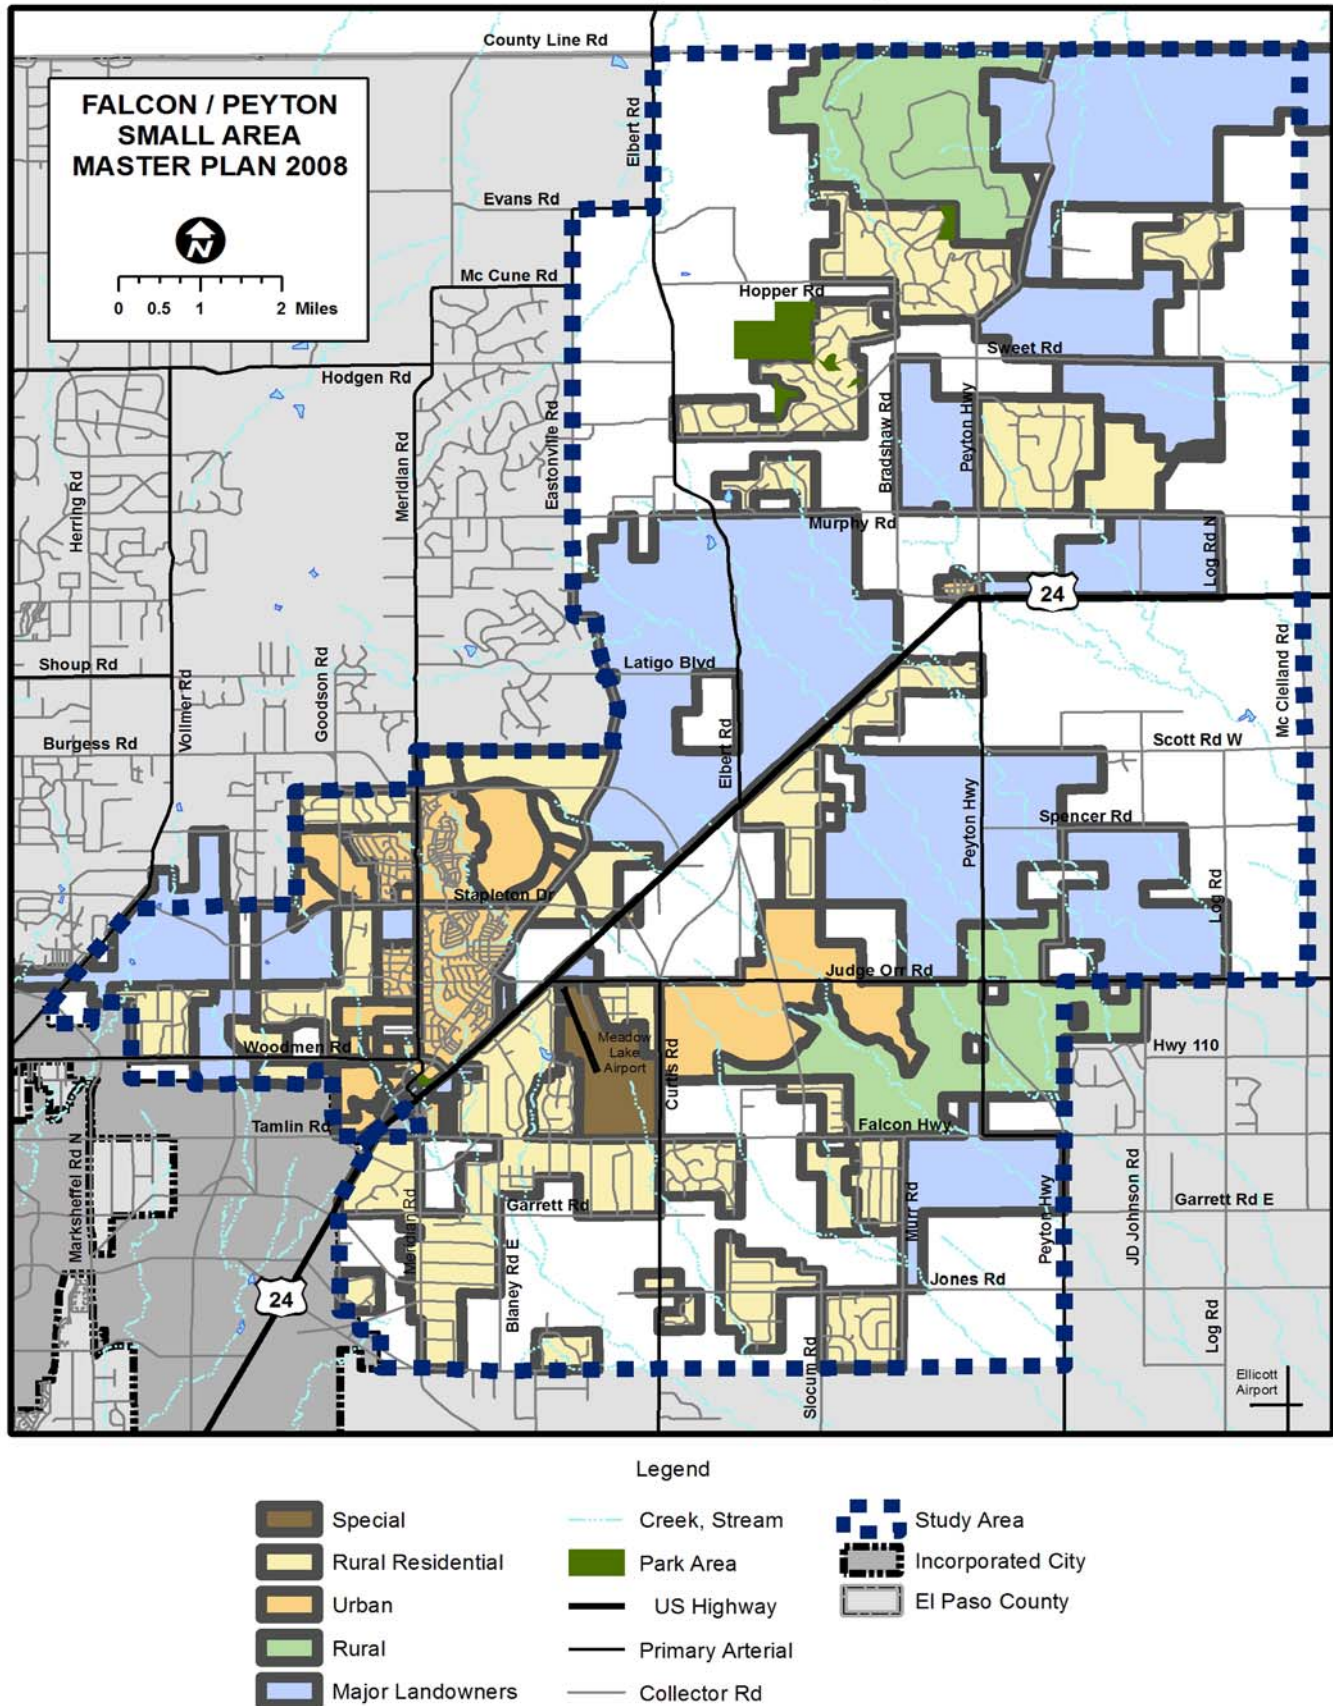 County Line Rd
FALCON / PEYTON
SMALL AREA
MASTER PLAN 2008
N
0 0.5 1 2 Miles
Elbert Rd
Evans Rd
Mc Cune Rd
Hopper Rd
Sweet Rd
Hodgen Rd
Eastonville Rd
Meridian Rd
Bradshaw Rd
Peyton Hwy
Herring Rd
Murphy Rd
Log Rd N
24
Shoup Rd
Latigo Blvd
Goodson Rd
Vollmer Rd
Mc Clelland Rd
Burgess Rd
Scott Rd W
Elbert Rd
Peyton Hwy
Spencer Rd
Stapleton Dr
Log Rd
Judge Orr Rd
Woodmen Rd
Meadow
Lake
Airport
Curtis Rd
Hwy 110
Tamlin Rd
Falcon Hwy
Marksheffel Rd N
Meridian Rd
Garrett Rd
Murr Rd
Peyton Hwy
JD Johnson Rd
Garrett Rd E
24
Blaney Rd E
Jones Rd
Log Rd
Slocum Rd
Ellicott
Airport
Legend
Special
Rural Residential
Urban
Rural
Major Landowners
Creek, Stream
Park Area
US Highway
Primary Arterial
Collector Rd
Study Area
Incorporated City
El Paso County